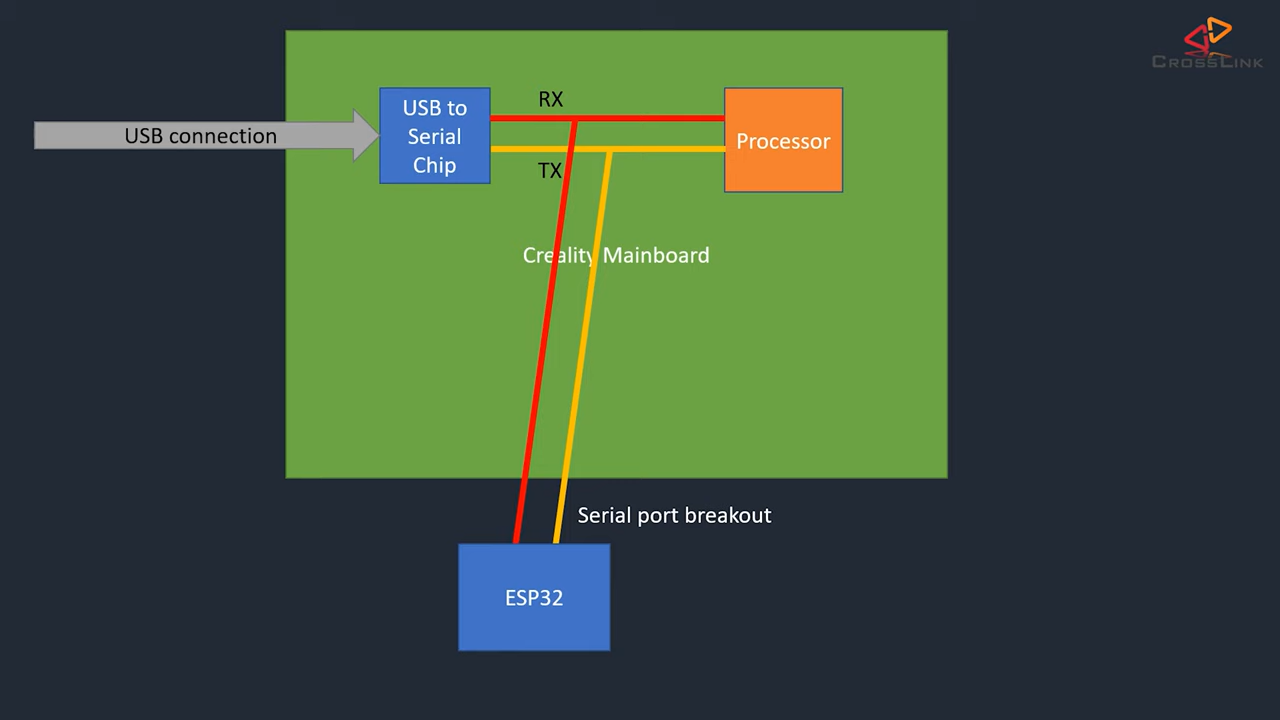 CROSSLINK
RX
USB to
Serial
Chip
USB connection
Processor
TX
Creality Mainboard
Serial port breakout
ESP32